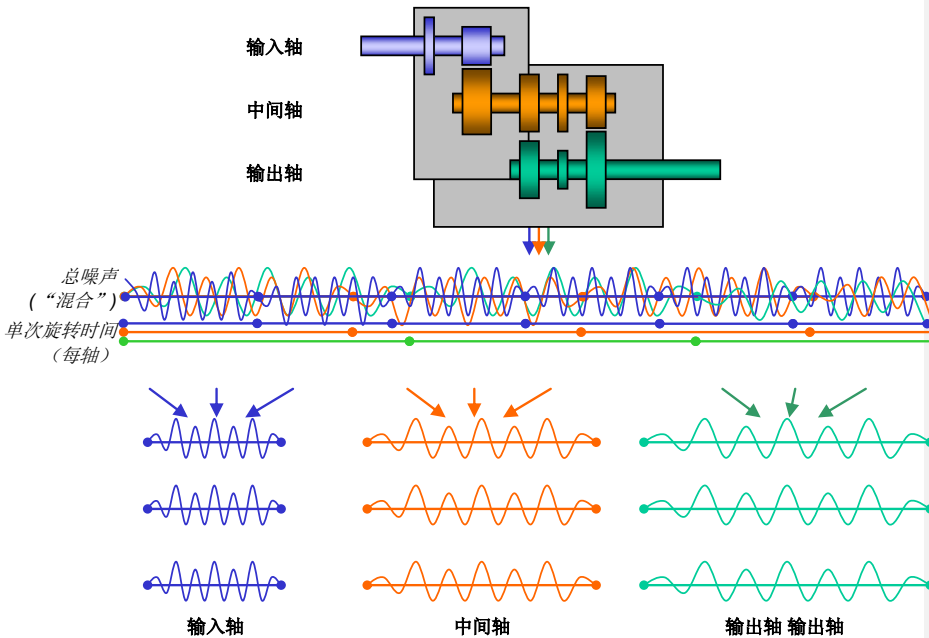 输入轴
中间轴
输出轴
总噪声
(“混合”)
单次旋转时间
（每轴）
输入轴
中间轴
输出轴 输出轴